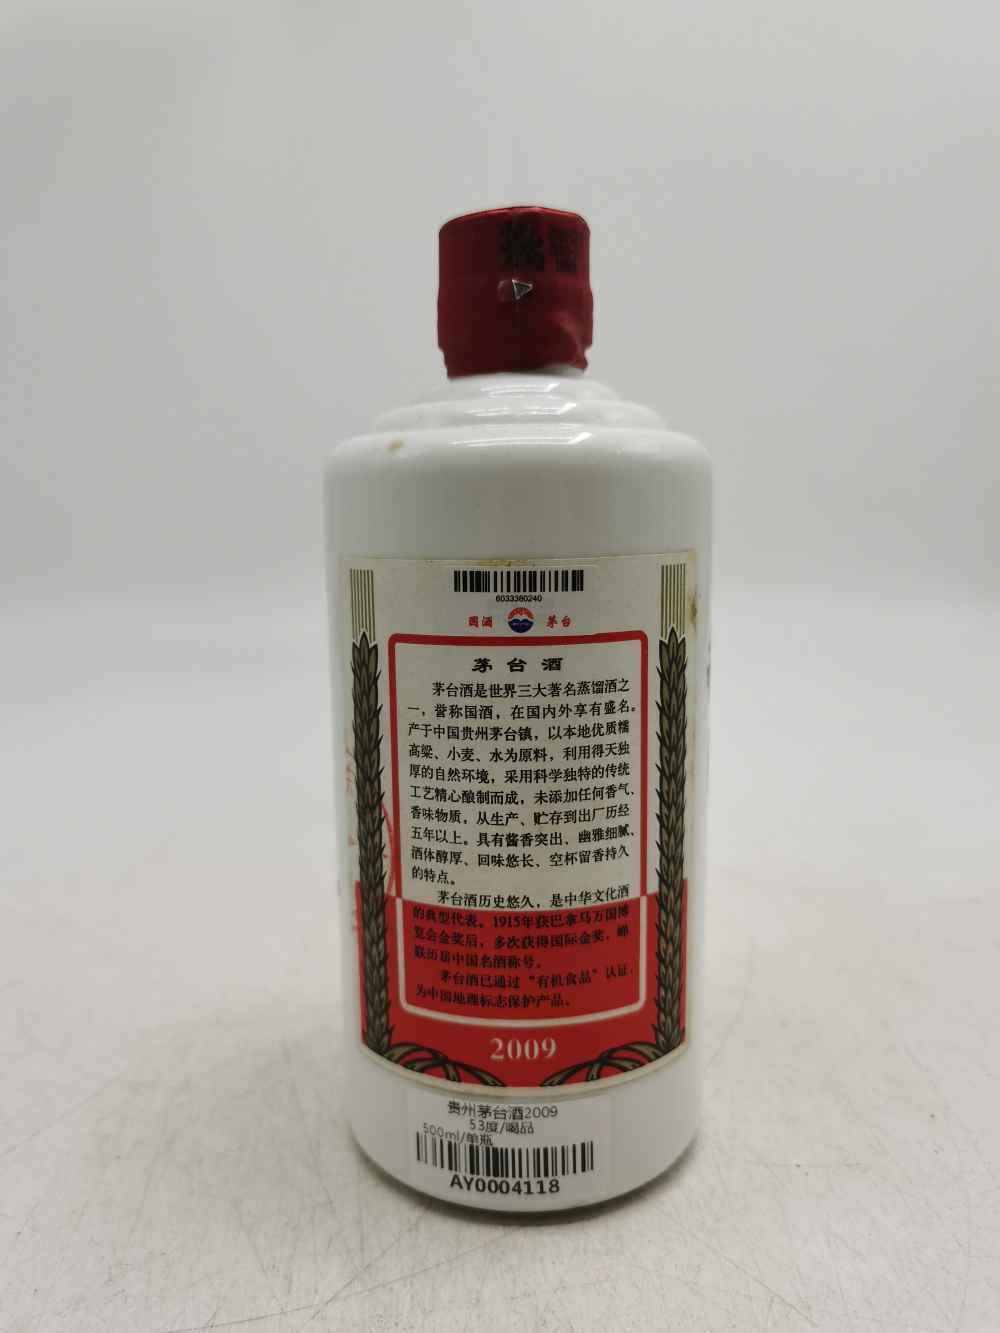 6033380240
国酒 茅台
茅台酒
茅台酒是世界三大著名蒸馏酒之
一，誉称国酒，在国内外享有盛名。
产于中国贵州茅台镇，以本地优质糯
高粱、小麦、水为原料，利用得天独
厚的自然环境，采用科学独特的传统
工艺精心酿制而成，未添加任何香气、
香味物质，从生产、贮存到出厂历经
五年以上。具有酱香突出、幽雅细腻、
酒体醇厚、回味悠长、空杯留香持久
的特点。
茅台酒历史悠久，是中华文化酒
的典型代表。1915年获巴拿马万国博
览会金奖后，多次获得国际金奖，蝉
联历届中国名酒称号。
茅台酒已通过“有机食品”认证，
为中国地理标志保护产品。
2009
贵州茅台酒2009
53度/喝品
500ml/单瓶
AY0004118